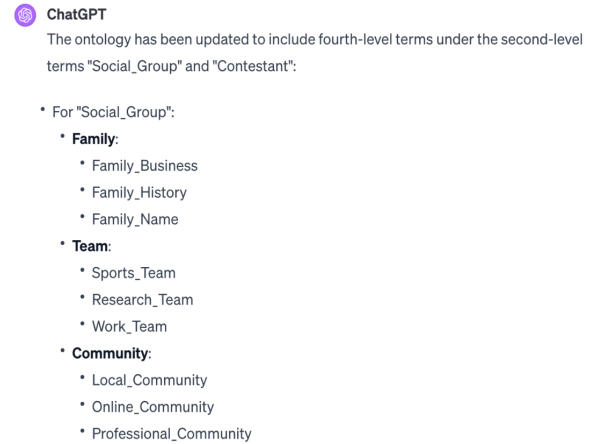 ChatGPT
The ontology has been updated to include fourth-level terms under the second-level
terms "Social_Group" and "Contestant":
• For "Social_Group":
• Family:
• Family_Business
• Family_History
• Family_Name
• Team:
• Sports_Team
• Research_Team
• Work_Team
• Community:
• Local_Community
• Online_Community
• Professional_Community